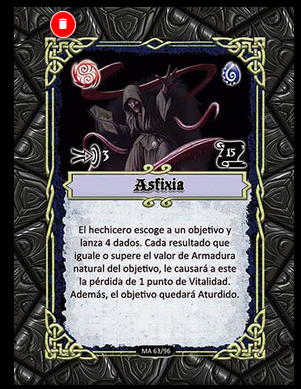 3
15
Asfixia
El hechicero escoge a un objetivo y
lanza 4 dados. Cada resultado que
iguale o supere el valor de Armadura
natural del objetivo, le causará a este
la pérdida de 1 punto de Vitalidad.
Además, el objetivo quedará Aturdido.
MA 63/96